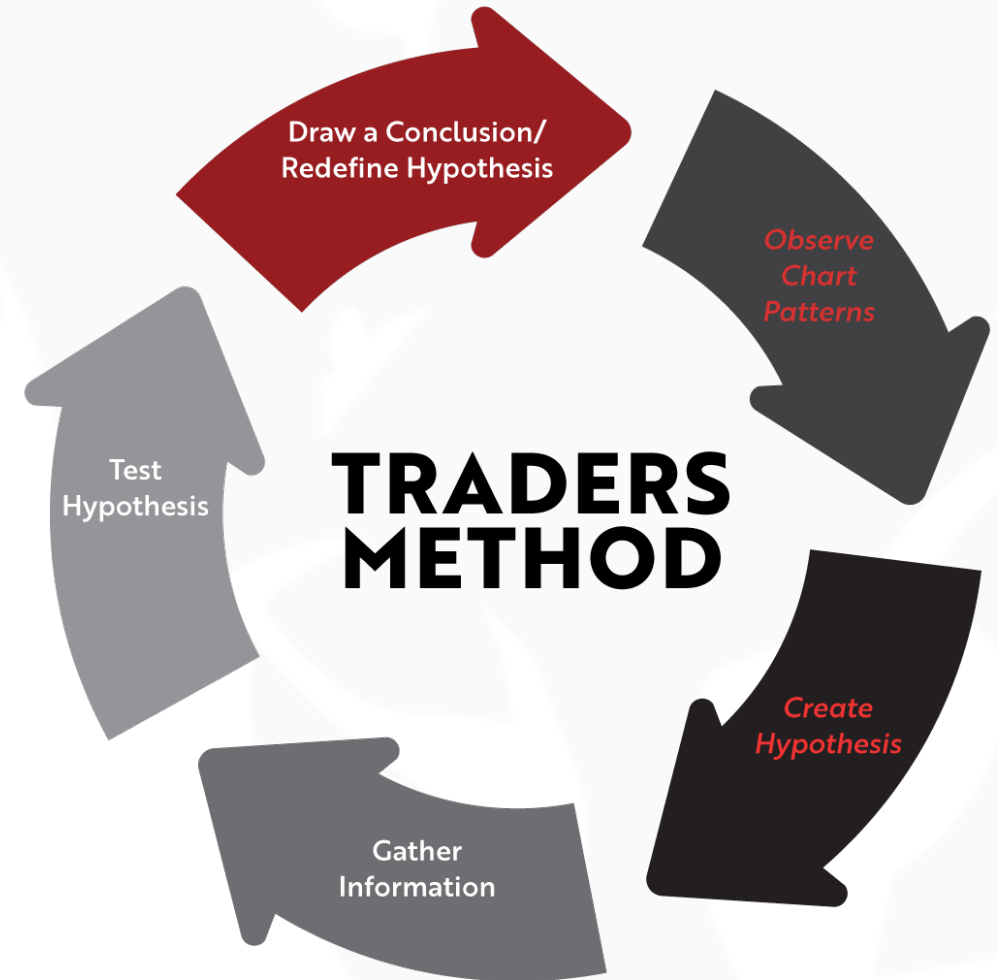 Draw a Conclusion/
Redefine Hypothesis
Observe
Chart
Patterns
Test
Hypothesis
TRADERS
METHOD
Create
Hypothesis
Gather
Information